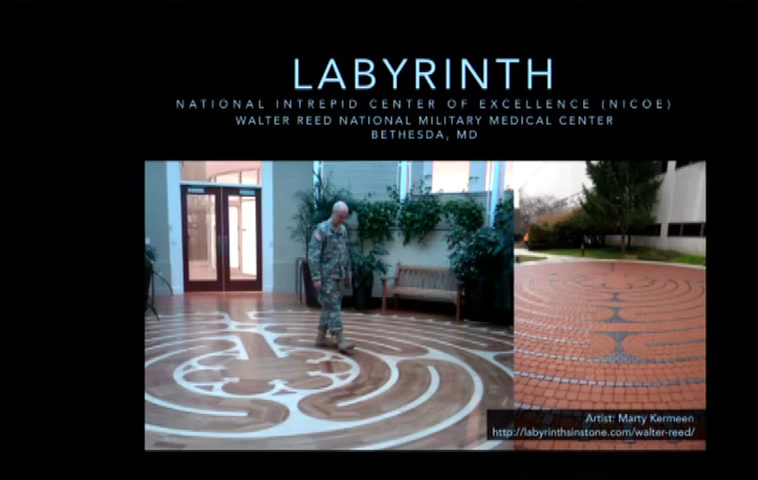 LABYRINTH
NATIONAL INTREPID CENTER OF EXCELLENCE (NICOE)
WALTER REED NATIONAL MILITARY MEDICAL CENTER
BETHESDA, MD
Artist: Marty Kermeen
http://labyrinthsinstone.com/walter-reed/